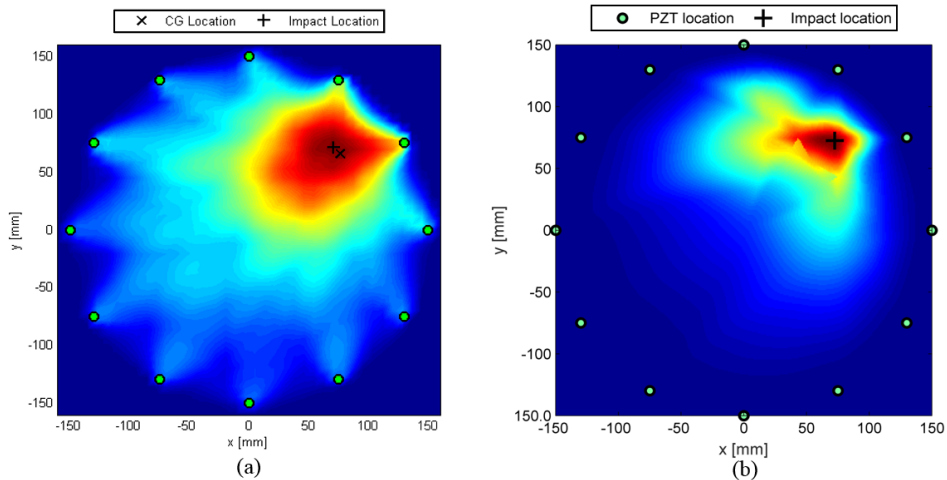 CG Location Impact Location
150
100
50
0
-50
-100
-150
y [mm]
-150 -100 -50 0 50 100 150
x [mm]
(a)
PZT location Impact location
150
100
50
0
-50
-100
-150.0
y [mm]
-150 -100 -50 0 50 100 150
x [mm]
(b)